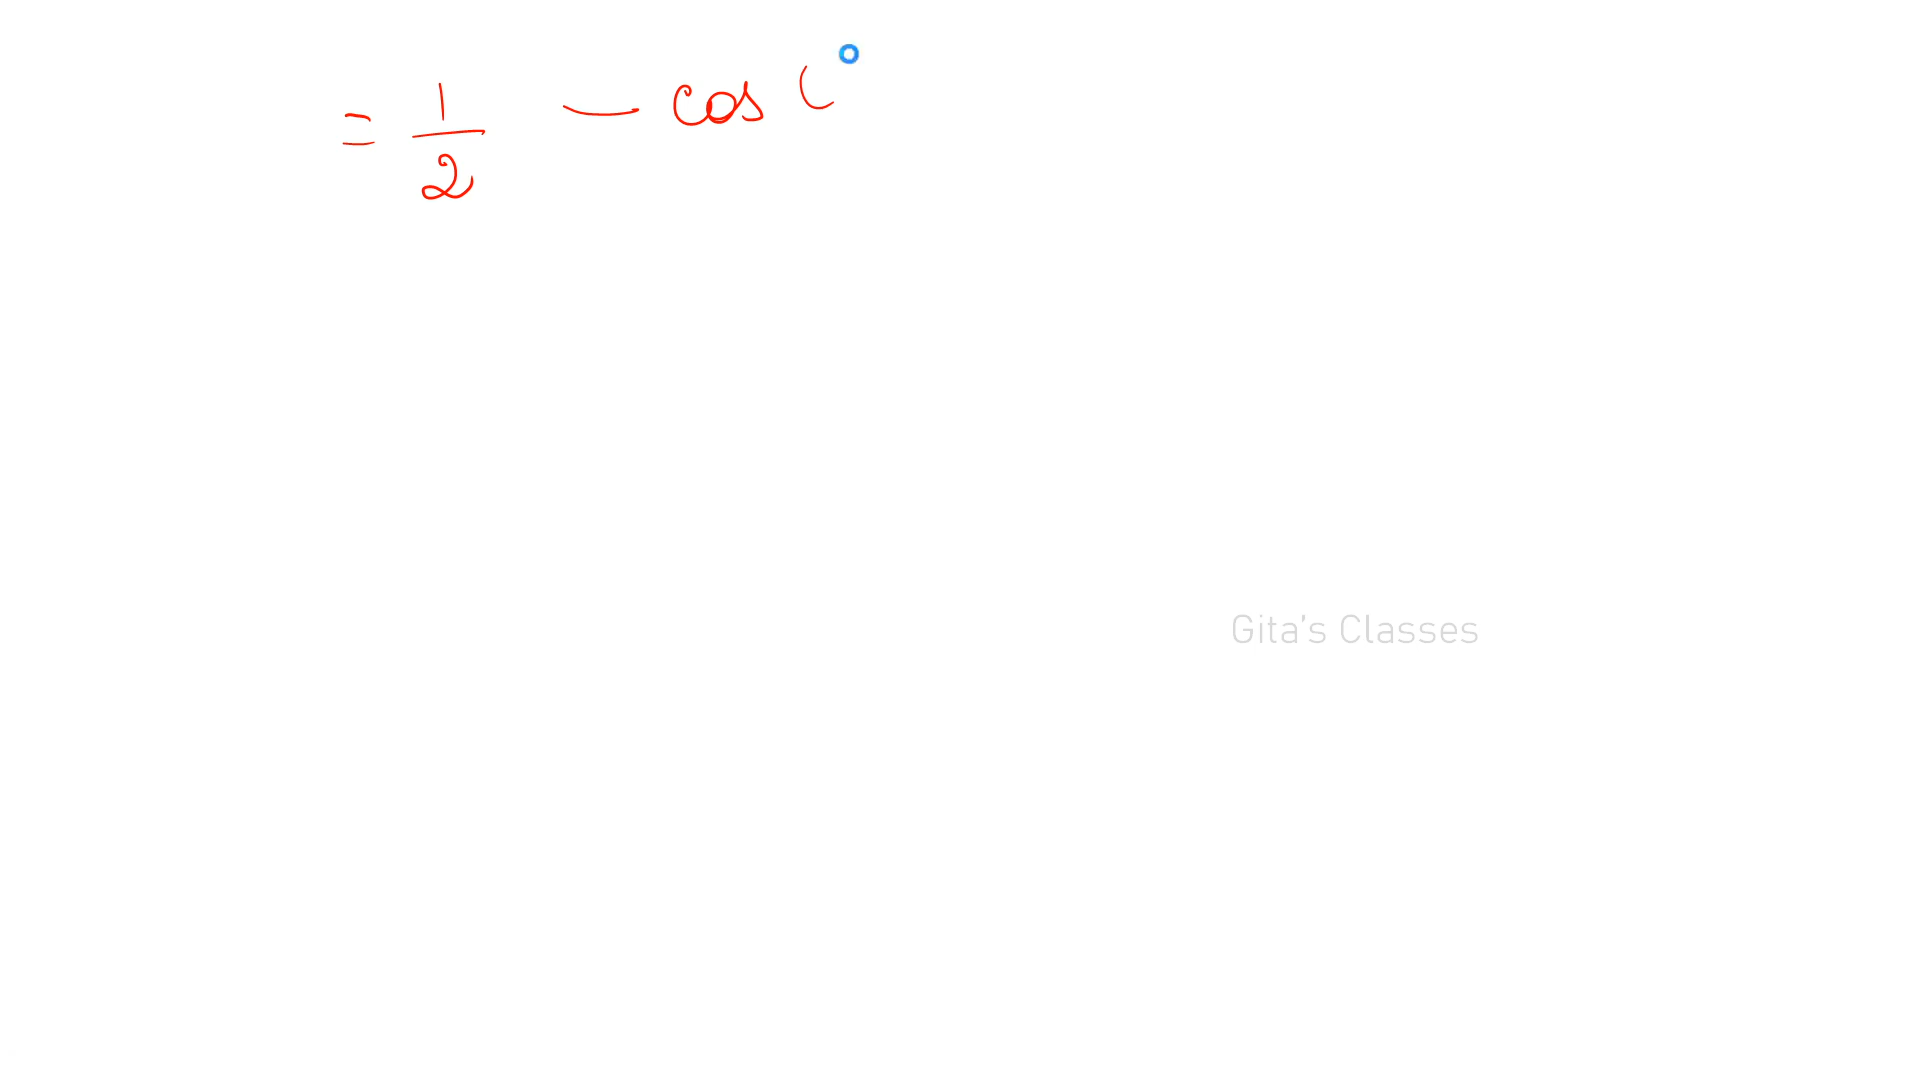 = 1/2 — cos (
Gita's Classes